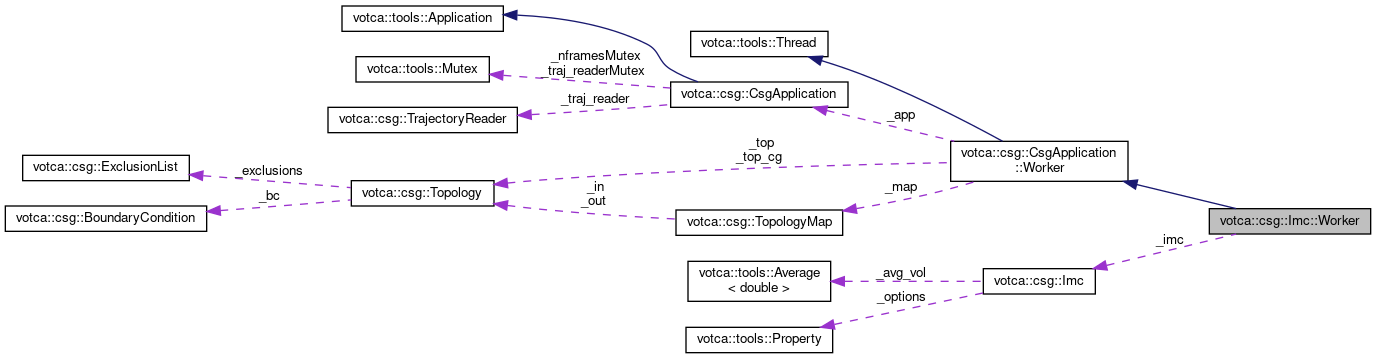 votca::tools::Application
votca::tools::Thread
_nframesMutex
_traj_readerMutex
votca::tools::Mutex
votca::csg::CsgApplication
_traj_reader
votca::csg::TrajectoryReader
_app
_top
_top_cg
votca::csg::CsgApplication
::Worker
votca::csg::ExclusionList
_exclusions
votca::csg::Topology
_in
_out
_map
_bc
votca::csg::BoundaryCondition
votca::csg::TopologyMap
votca::csg::Imc::Worker
_imc
votca::tools::Average
< double >
_avg_vol
votca::csg::Imc
_options
votca::tools::Property